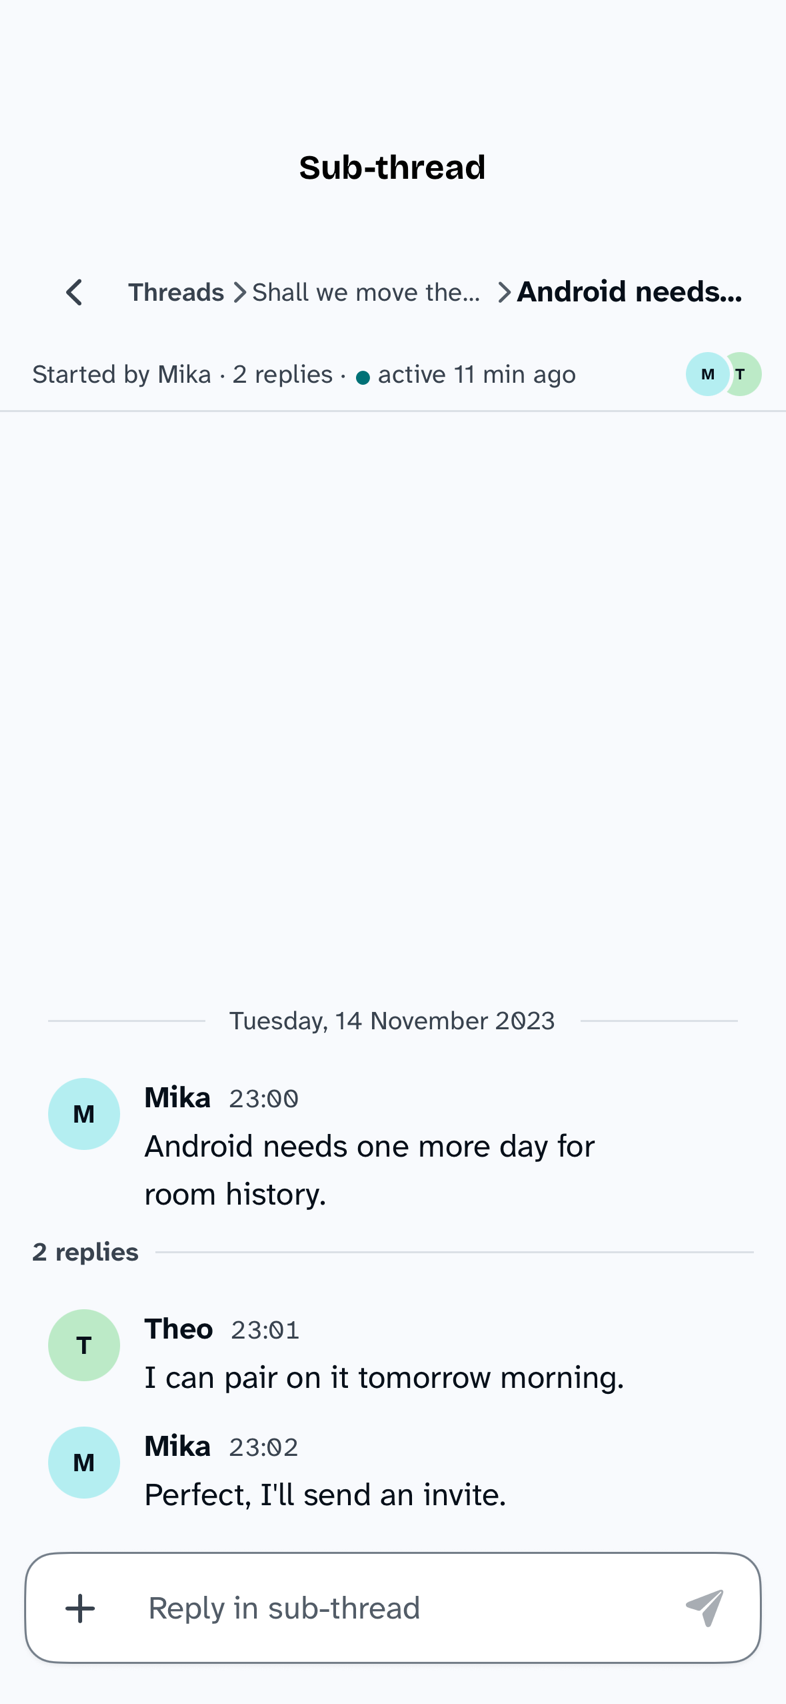 Sub-thread
Threads > Shall we move the... > Android needs...
Started by Mika · 2 replies · active 11 min ago M T
Tuesday, 14 November 2023
M
Mika 23:00
Android needs one more day for
room history.
2 replies
T
Theo 23:01
I can pair on it tomorrow morning.
M
Mika 23:02
Perfect, I'll send an invite.
Reply in sub-thread